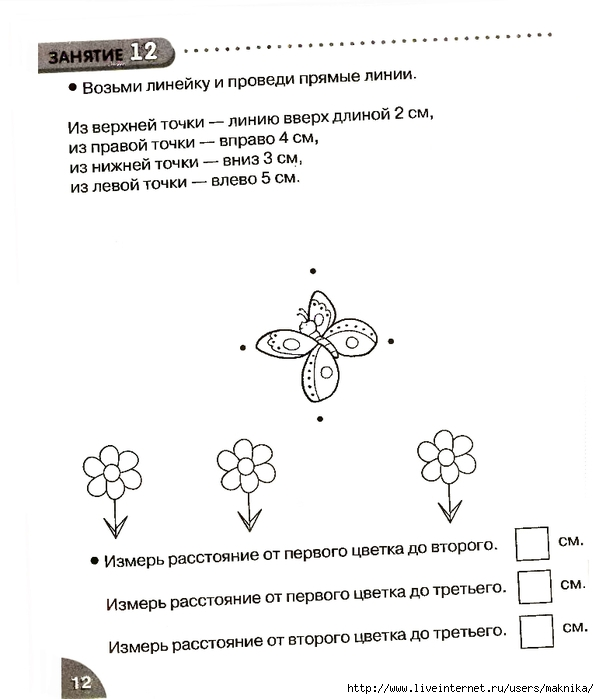 ЗАНЯТИЕ 12
• Возьми линейку и проведи прямые линии.
Из верхней точки — линию вверх длиной 2 см,
из правой точки — вправо 4 см,
из нижней точки — вниз 3 см,
из левой точки — влево 5 см.
• Измерь расстояние от первого цветка до второго. см.
Измерь расстояние от первого цветка до третьего. см.
Измерь расстояние от второго цветка до третьего. см.
12
http://www.liveinternet.ru/users/maknika/